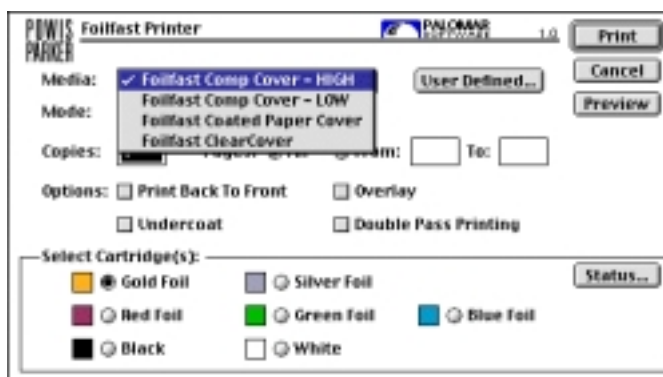 POWIS PARKER
Foilfast Printer
PALOMAR SOFTWARE
1.0
Print
Media:
✓ Foilfast Comp Cover – HIGH
User Defined...
Cancel
Foilfast Comp Cover – LOW
Preview
Mode:
Foilfast Coated Paper Cover
Foilfast ClearCover
Copies:
From:
To:
Options:
Print Back To Front
Overlay
Undercoat
Double Pass Printing
Select Cartridge(s):
Gold Foil
Silver Foil
Status...
Red Foil
Green Foil
Blue Foil
Black
White